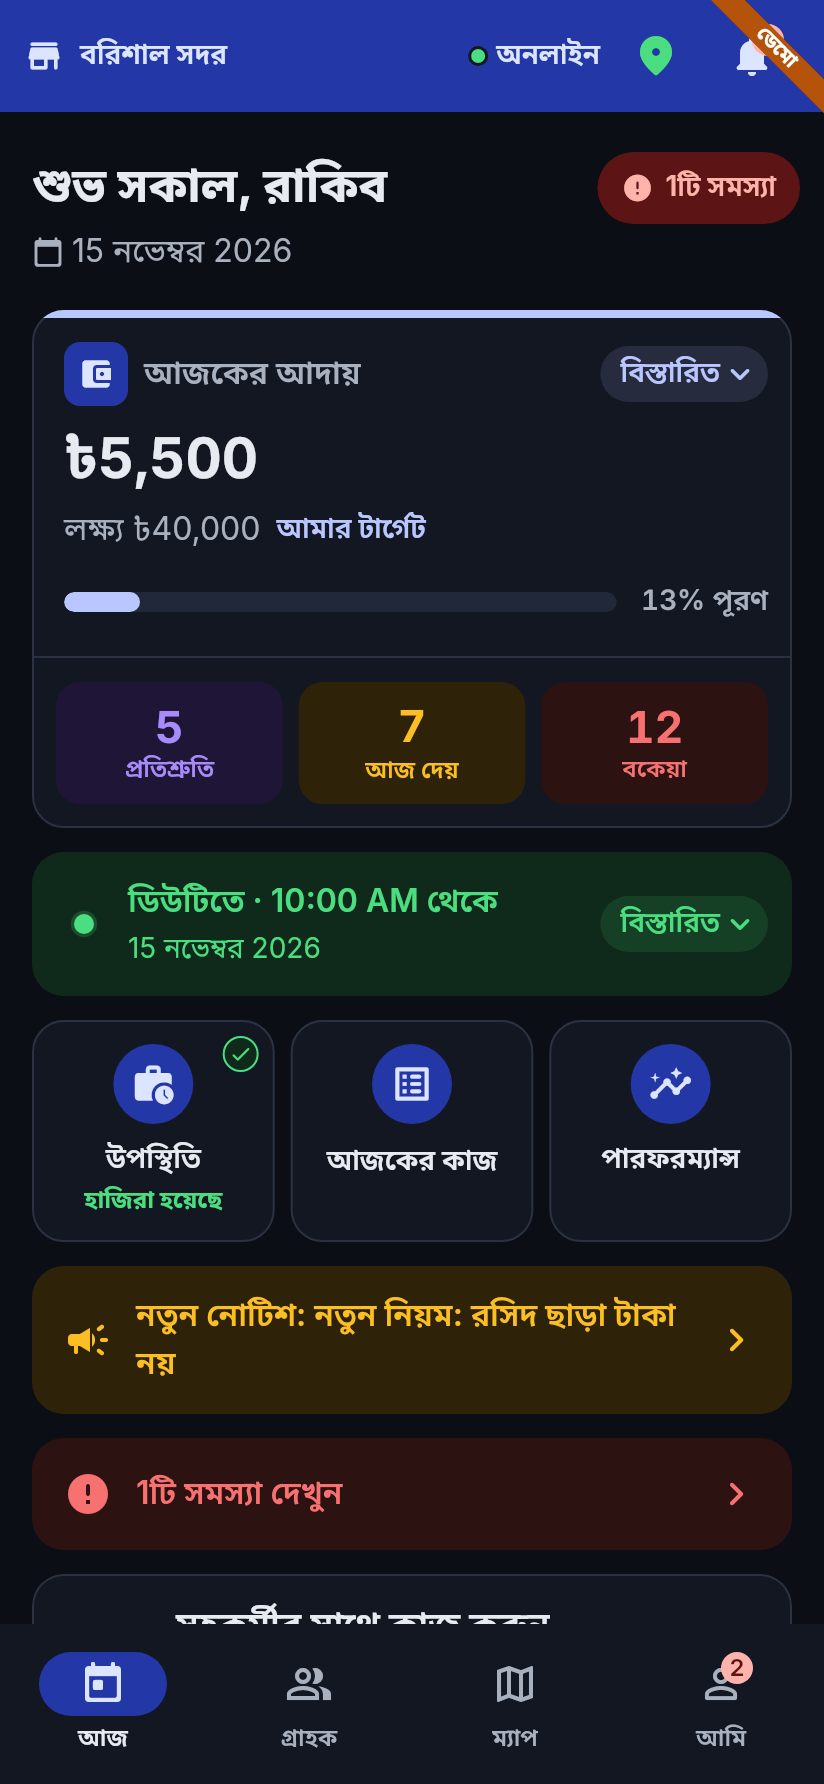 বরিশাল সদর
অনলাইন
ডেমো
শুভ সকাল, রাকিব
1টি সমস্যা
15 নভেম্বর 2026
আজকের আদায়
বিস্তারিত
৳5,500
লক্ষ্য ৳40,000 আমার টার্গেট
13% পূরণ
5
প্রতিশ্রুতি
7
আজ দেয়
12
বকেয়া
ডিউটিতে · 10:00 AM থেকে
15 নভেম্বর 2026
বিস্তারিত
উপস্থিতি
হাজিরা হয়েছে
আজকের কাজ
পারফরম্যান্স
নতুন নোটিশ: নতুন নিয়ম: রসিদ ছাড়া টাকা
নয়
1টি সমস্যা দেখুন
সহকর্মীর সাথে কাজ করুন
আজ
গ্রাহক
ম্যাপ
2
আমি